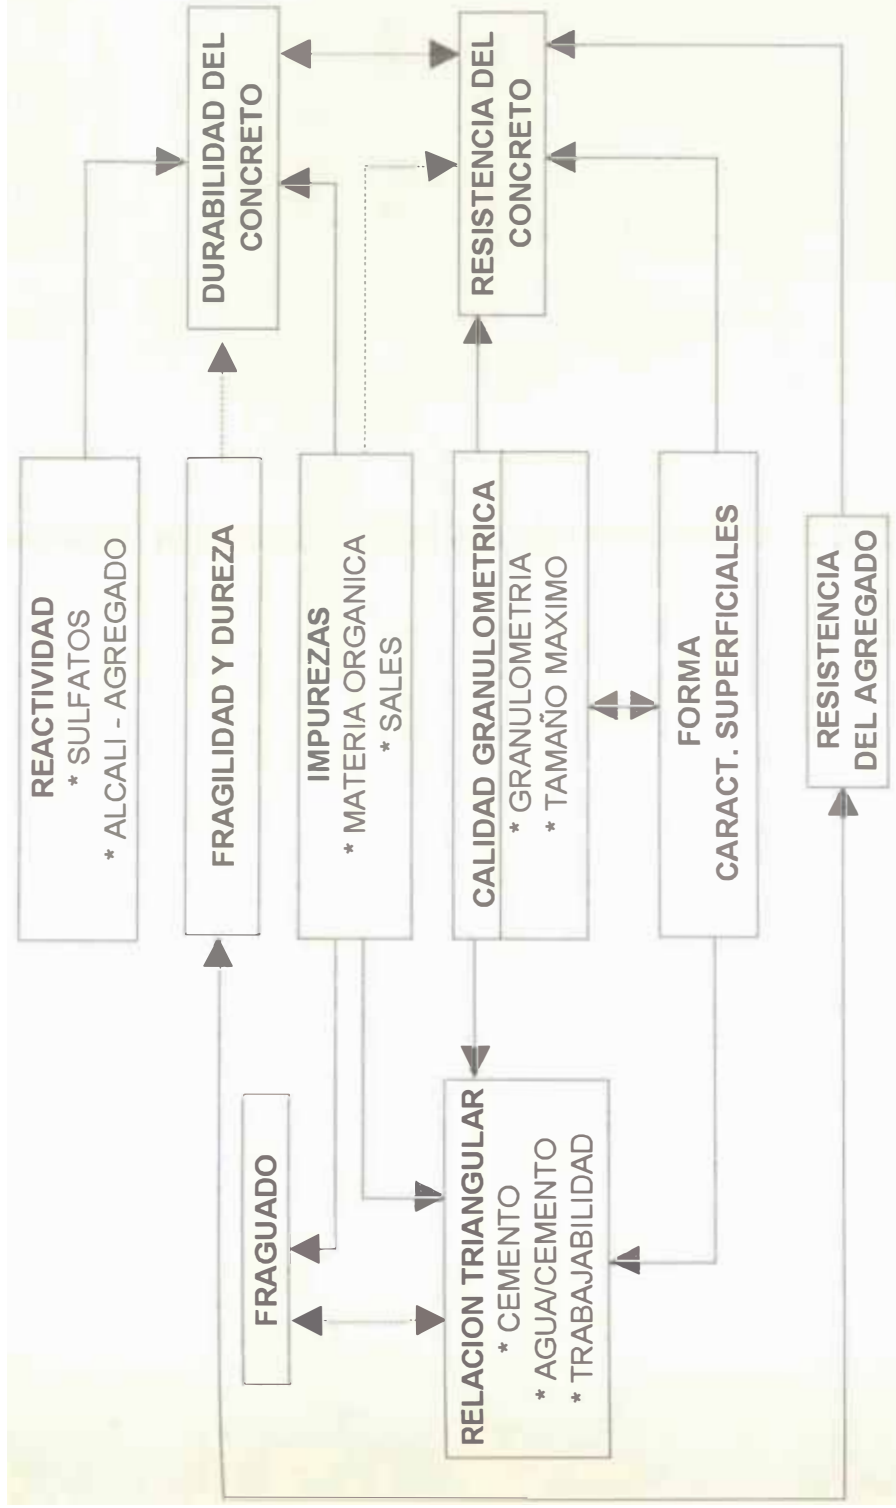 REACTIVIDAD
* SULFATOS
* ALCALI - AGREGADO
FRAGUADO
FRAGILIDAD Y DUREZA
DURABILIDAD DEL
CONCRETO
IMPUREZAS
* MATERIA ORGANICA
* SALES
RELACION TRIANGULAR
* CEMENTO
* AGUA/CEMENTO
* TRABAJABILIDAD
CALIDAD GRANULOMETRICA
* GRANULOMETRIA
* TAMAÑO MAXIMO
RESISTENCIA DEL
CONCRETO
FORMA
CARACT. SUPERFICIALES
RESISTENCIA
DEL AGREGADO